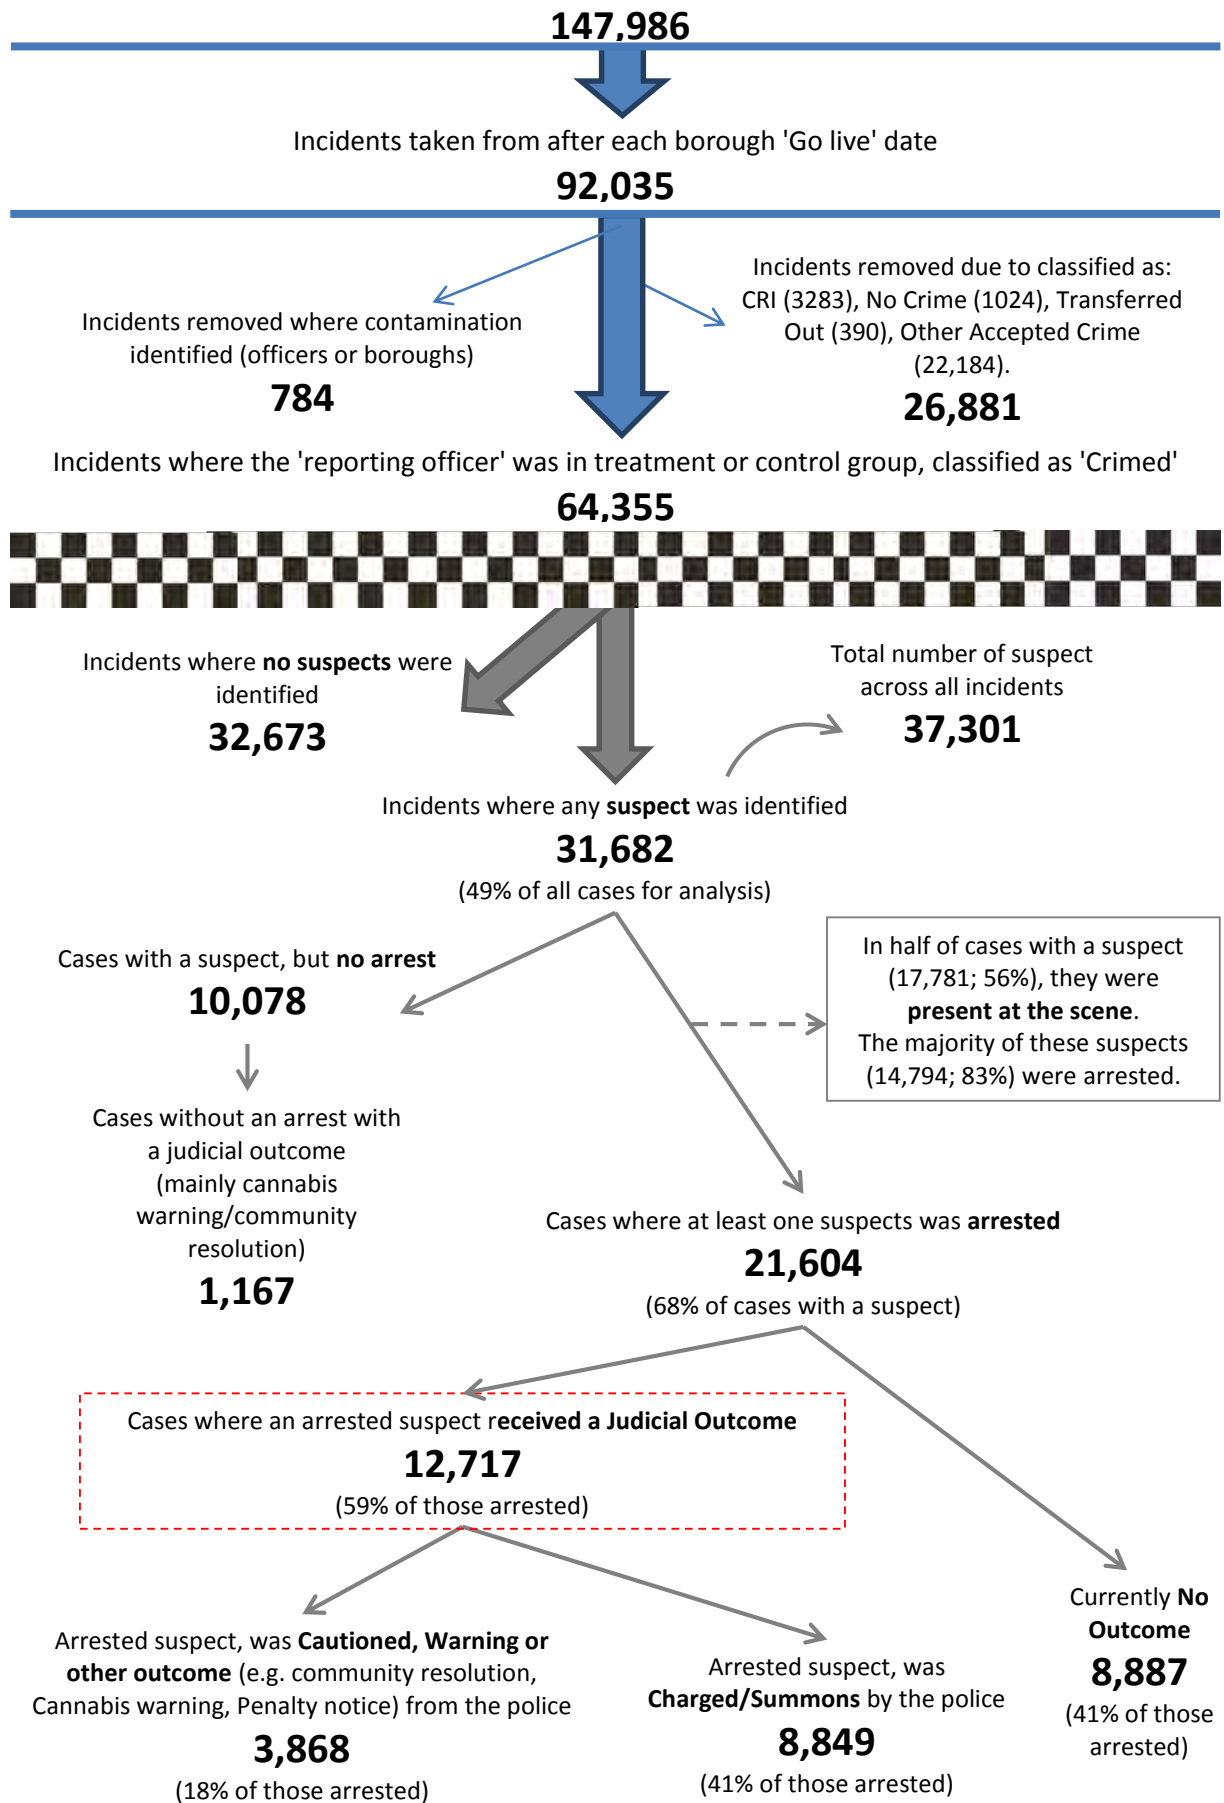 147,986
Incidents taken from after each borough 'Go live' date
92,035
Incidents removed where contamination
identified (officers or boroughs)
784
Incidents removed due to classified as:
CRI (3283), No Crime (1024), Transferred
Out (390), Other Accepted Crime
(22,184).
26,881
Incidents where the 'reporting officer' was in treatment or control group, classified as 'Crimed'
64,355
Incidents where no suspects were
identified
32,673
Total number of suspect
across all incidents
37,301
Incidents where any suspect was identified
31,682
(49% of all cases for analysis)
Cases with a suspect, but no arrest
10,078
In half of cases with a suspect
(17,781; 56%), they were
present at the scene.
The majority of these suspects
(14,794; 83%) were arrested.
Cases without an arrest with
a judicial outcome
(mainly cannabis
warning/community
resolution)
1,167
Cases where at least one suspects was arrested
21,604
(68% of cases with a suspect)
Cases where an arrested suspect received a Judicial Outcome
12,717
(59% of those arrested)
Arrested suspect, was Cautioned, Warning or
other outcome (e.g. community resolution,
Cannabis warning, Penalty notice) from the police
3,868
(18% of those arrested)
Arrested suspect, was
Charged/Summons by the police
8,849
(41% of those arrested)
Currently No
Outcome
8,887
(41% of those
arrested)